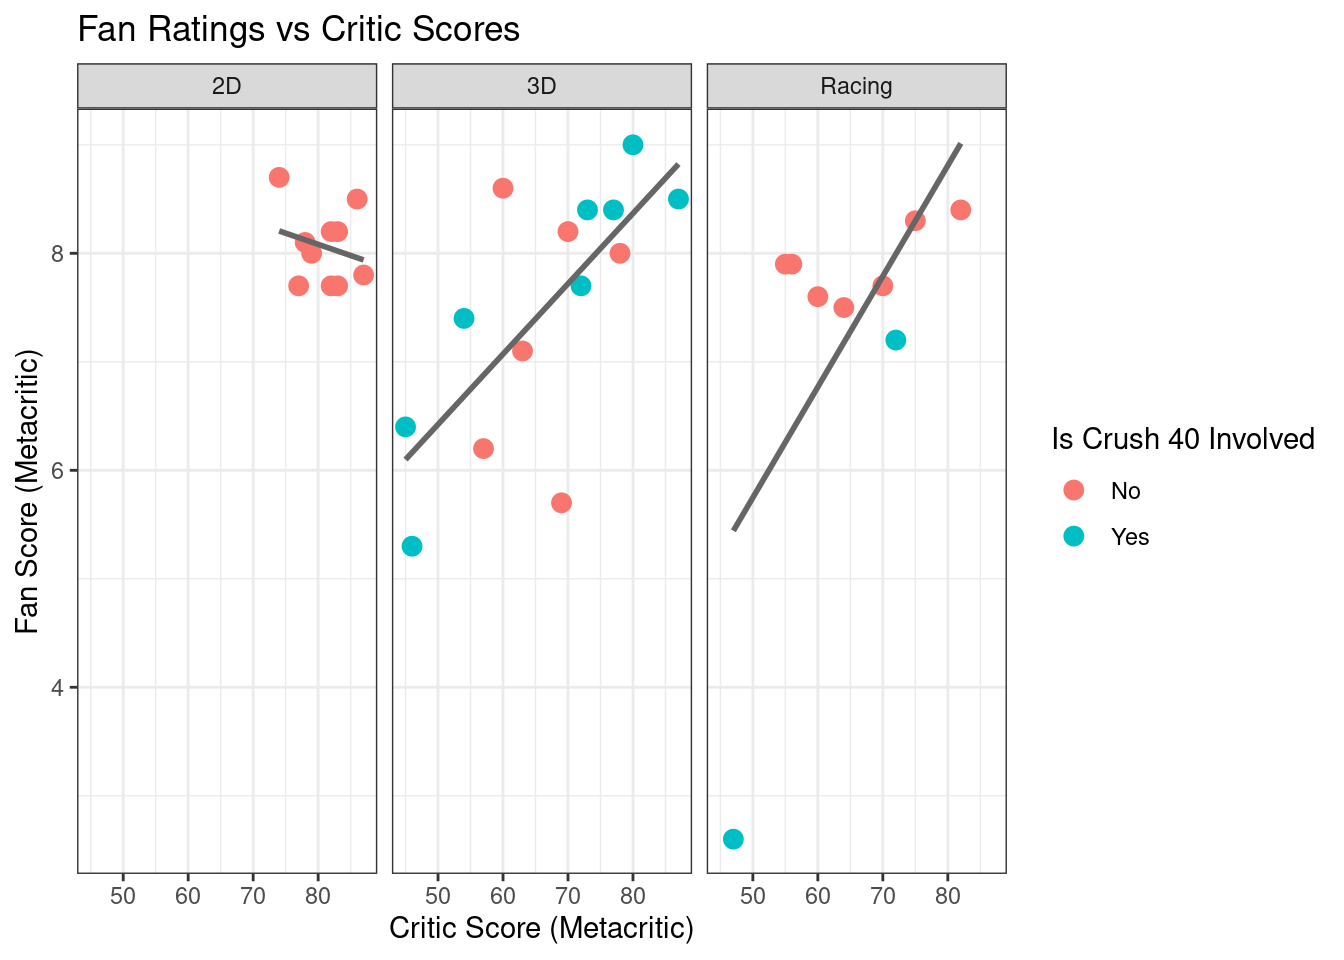 Fan Ratings vs Critic Scores
2D
3D
Racing
Fan Score (Metacritic)
8
6
4
50 60 70 80
50 60 70 80
50 60 70 80
Critic Score (Metacritic)
Is Crush 40 Involved
No
Yes